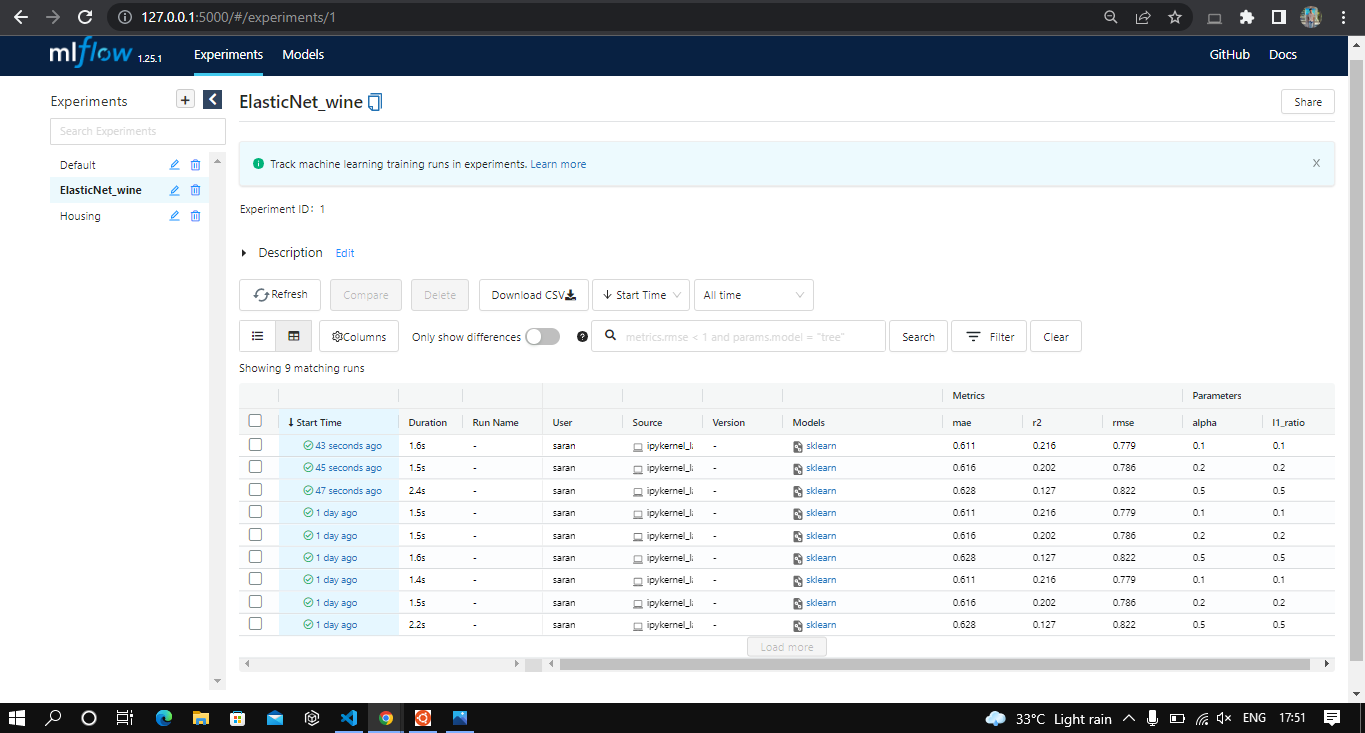 127.0.0.1:5000/#/experiments/1
mlflow 1.25.1 Experiments Models GitHub Docs
Experiments +
Search Experiments
Default
ElasticNet_wine
Housing
ElasticNet_wine
Share
Track machine learning training runs in experiments. Learn more X
Experiment ID: 1
Description Edit
Refresh Compare Delete Download CSV Start Time All time
Columns Only show differences metrics.rmse < 1 and params.model = "tree" Search Filter Clear
Showing 9 matching runs
Metrics Parameters
Start Time Duration Run Name User Source Version Models mae r2 rmse alpha l1_ratio
43 seconds ago 1.6s - saran ipykernel_la - sklearn 0.611 0.216 0.779 0.1 0.1
45 seconds ago 1.5s - saran ipykernel_la - sklearn 0.616 0.202 0.786 0.2 0.2
47 seconds ago 2.4s - saran ipykernel_la - sklearn 0.628 0.127 0.822 0.5 0.5
1 day ago 1.5s - saran ipykernel_la - sklearn 0.611 0.216 0.779 0.1 0.1
1 day ago 1.5s - saran ipykernel_la - sklearn 0.616 0.202 0.786 0.2 0.2
1 day ago 1.6s - saran ipykernel_la - sklearn 0.628 0.127 0.822 0.5 0.5
1 day ago 1.4s - saran ipykernel_la - sklearn 0.611 0.216 0.779 0.1 0.1
1 day ago 1.5s - saran ipykernel_la - sklearn 0.616 0.202 0.786 0.2 0.2
1 day ago 2.2s - saran ipykernel_la - sklearn 0.628 0.127 0.822 0.5 0.5
Load more
33°C Light rain ENG 17:51